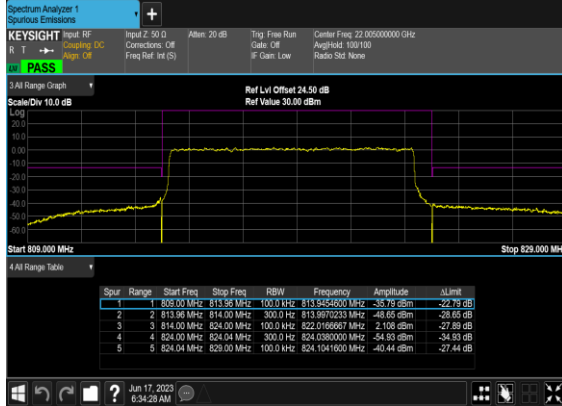 Spectrum Analyzer 1
Spurious Emissions
+
KEYSIGHT Input: RF Input Z: 50 Ω Atten: 20 dB Trig: Free Run Center Freq: 22.005000000 GHz
R T Coupling: DC Corrections: Off Gate: Off Avg|Hold: 100/100
Align: Off Freq Ref: Int (S) IF Gain: Low Radio Std: None
PASS
3 All Range Graph
Ref Lvl Offset 24.50 dB
Scale/Div 10.0 dB Ref Value 30.00 dBm
Log
20.0
10.0
0.00
-10.0
-20.0
-30.0
-40.0
-50.0
-60.0
Start 809.000 MHz Stop 829.000 MH
4 All Range Table
Spur Range Start Freq Stop Freq RBW Frequency Amplitude ΔLimit
1 1 809.00 MHz 813.96 MHz 100.0 kHz 813.9454600 MHz -35.79 dBm -22.79 dB
2 2 813.96 MHz 814.00 MHz 300.0 Hz 813.9970233 MHz -48.65 dBm -28.65 dB
3 3 814.00 MHz 824.00 MHz 100.0 kHz 822.0166667 MHz 2.108 dBm -27.89 dB
4 4 824.00 MHz 824.04 MHz 300.0 Hz 824.0380000 MHz -54.93 dBm -34.93 dB
5 5 824.04 MHz 829.00 MHz 100.0 kHz 824.1041600 MHz -40.44 dBm -27.44 dB
? Jun 17, 2023
6:34:28 AM